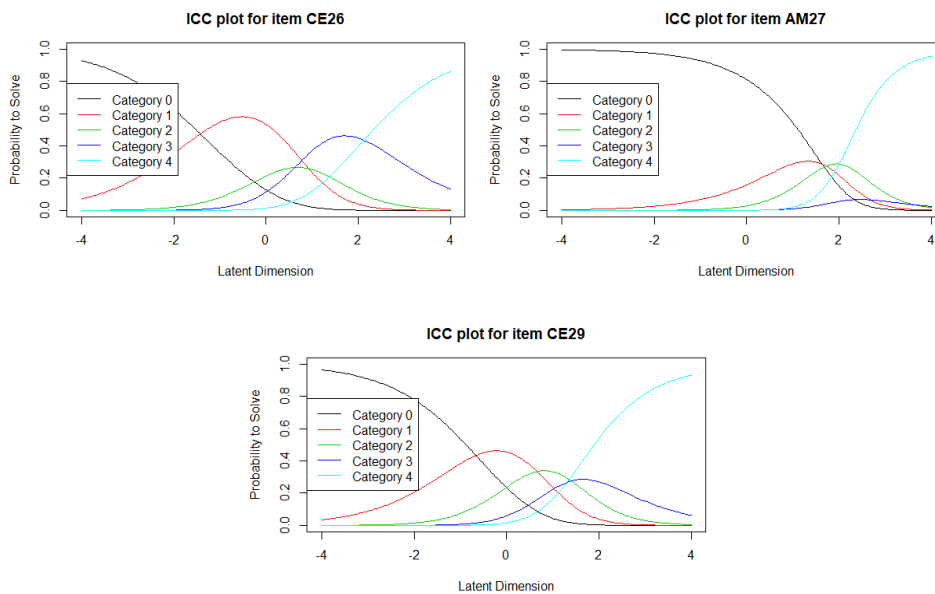 ICC plot for item CE26
Probability to Solve
1.0
0.8
0.6
0.4
0.2
0.0
Category 0
Category 1
Category 2
Category 3
Category 4
-4 -2 0 2 4
Latent Dimension
ICC plot for item AM27
Probability to Solve
1.0
0.8
0.6
0.4
0.2
0.0
Category 0
Category 1
Category 2
Category 3
Category 4
-4 -2 0 2 4
Latent Dimension
ICC plot for item CE29
Probability to Solve
1.0
0.8
0.6
0.4
0.2
0.0
Category 0
Category 1
Category 2
Category 3
Category 4
-4 -2 0 2 4
Latent Dimension